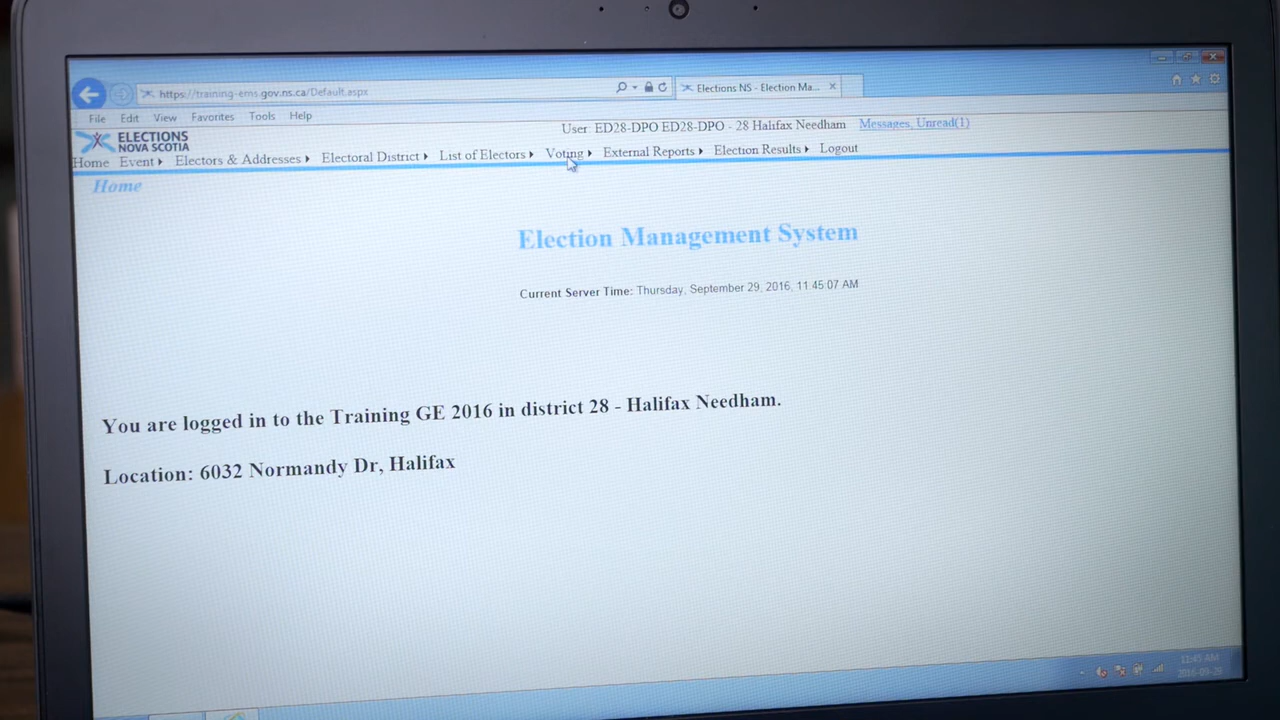 https://training-ems.gov.ns.ca/Default.aspx
Elections NS - Election Ma...
File Edit View Favorites Tools Help
ELECTIONS
NOVA SCOTIA
User: ED28-DPO ED28-DPO - 28 Halifax Needham Messages, Unread(1)
Home Event Electors & Addresses Electoral District List of Electors Voting External Reports Election Results Logout
Home
Election Management System
Current Server Time: Thursday, September 29, 2016, 11:45:07 AM
You are logged in to the Training GE 2016 in district 28 - Halifax Needham.
Location: 6032 Normandy Dr, Halifax
11:45 AM